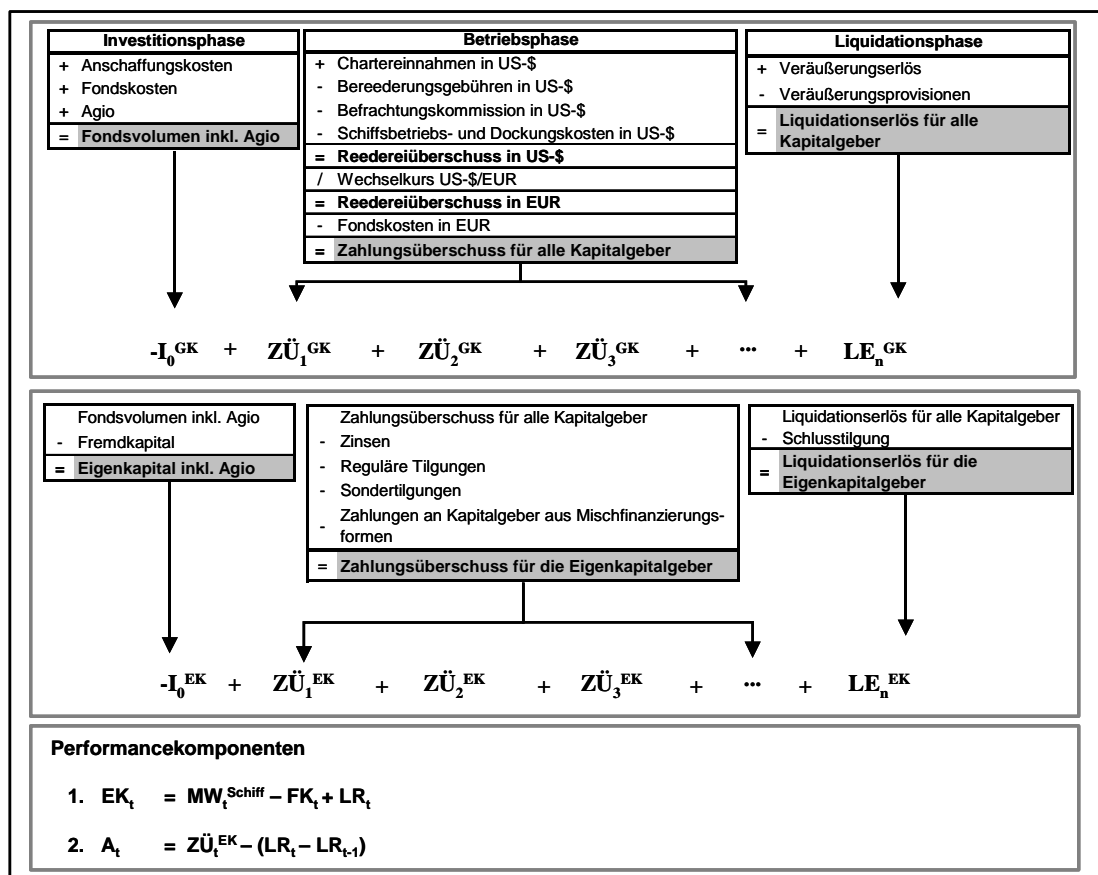 Investitionsphase
+ Anschaffungskosten
+ Fondskosten
+ Agio
= Fondsvolumen inkl. Agio
Betriebsphase
+ Chartereinnahmen in US-$
- Bereederungsgebühren in US-$
- Befrachtungskommission in US-$
- Schiffsbetriebs- und Dockungskosten in US-$
= Reedereiüberschuss in US-$
/ Wechselkurs US-$/EUR
= Reedereiüberschuss in EUR
- Fondskosten in EUR
= Zahlungsüberschuss für alle Kapitalgeber
Liquidationsphase
+ Veräußerungserlös
- Veräußerungsprovisionen
= Liquidationserlös für alle
Kapitalgeber
-I₀ᴳᴷ + ZÜ₁ᴳᴷ + ZÜ₂ᴳᴷ + ZÜ₃ᴳᴷ + ... + LEₙᴳᴷ
Fondsvolumen inkl. Agio
- Fremdkapital
= Eigenkapital inkl. Agio
Zahlungsüberschuss für alle Kapitalgeber
- Zinsen
- Reguläre Tilgungen
- Sondertilgungen
- Zahlungen an Kapitalgeber aus Mischfinanzierungs-
formen
= Zahlungsüberschuss für die Eigenkapitalgeber
Liquidationserlös für alle Kapitalgeber
- Schlusstilgung
= Liquidationserlös für die
Eigenkapitalgeber
-I₀ᴱᴷ + ZÜ₁ᴱᴷ + ZÜ₂ᴱᴷ + ZÜ₃ᴱᴷ + ... + LEₙᴱᴷ
Performancekomponenten
1. EKₜ = MWₜ^Schiff – FKₜ + LRₜ
2. Aₜ = ZÜₜᴱᴷ – (LRₜ – LRₜ₋₁)